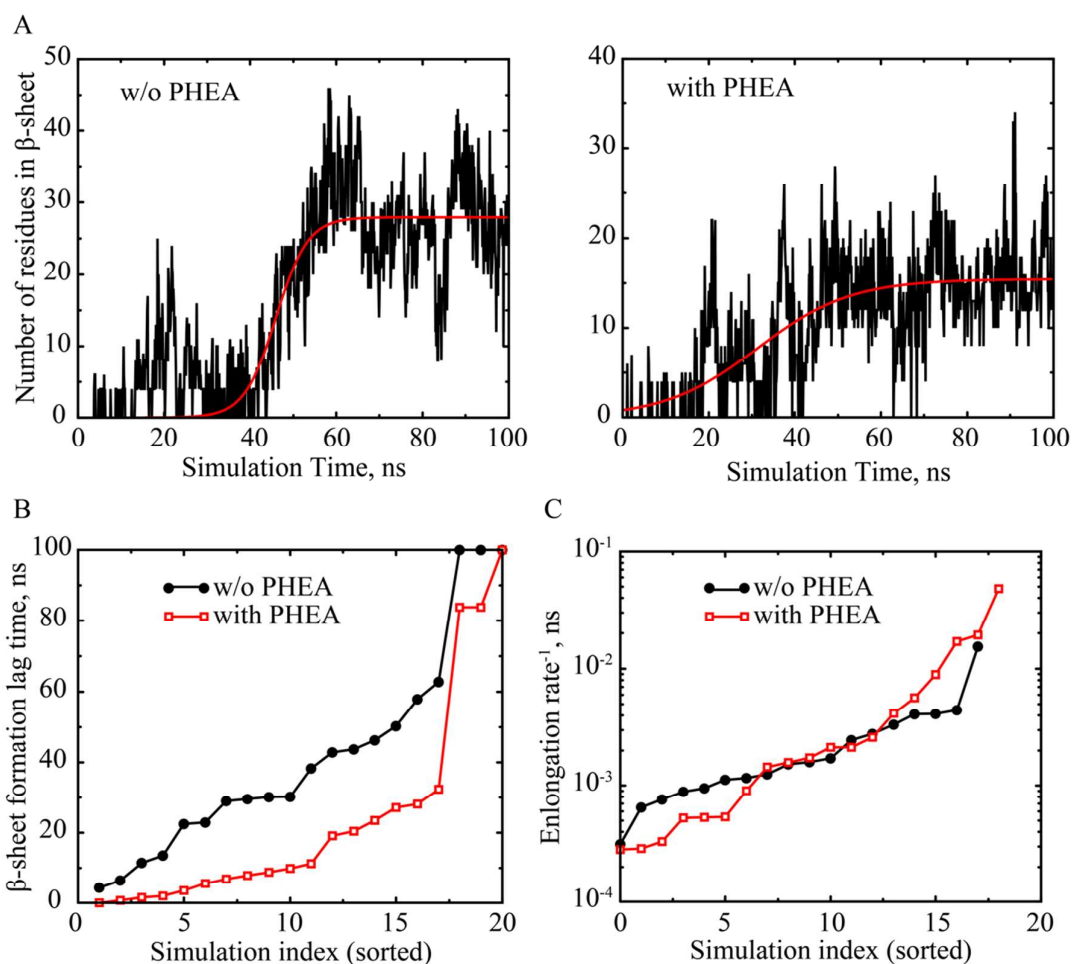 A
w/o PHEA
with PHEA
Number of residues in β-sheet
50
40
30
20
10
0
0 20 40 60 80 100
Simulation Time, ns
40
30
20
10
0
0 20 40 60 80 100
Simulation Time, ns
B
β-sheet formation lag time, ns
100
80
60
40
20
0
w/o PHEA
with PHEA
0 5 10 15 20
Simulation index (sorted)
C
Enlongation rate⁻¹, ns
10⁻¹
10⁻²
10⁻³
10⁻⁴
w/o PHEA
with PHEA
0 5 10 15 20
Simulation index (sorted)